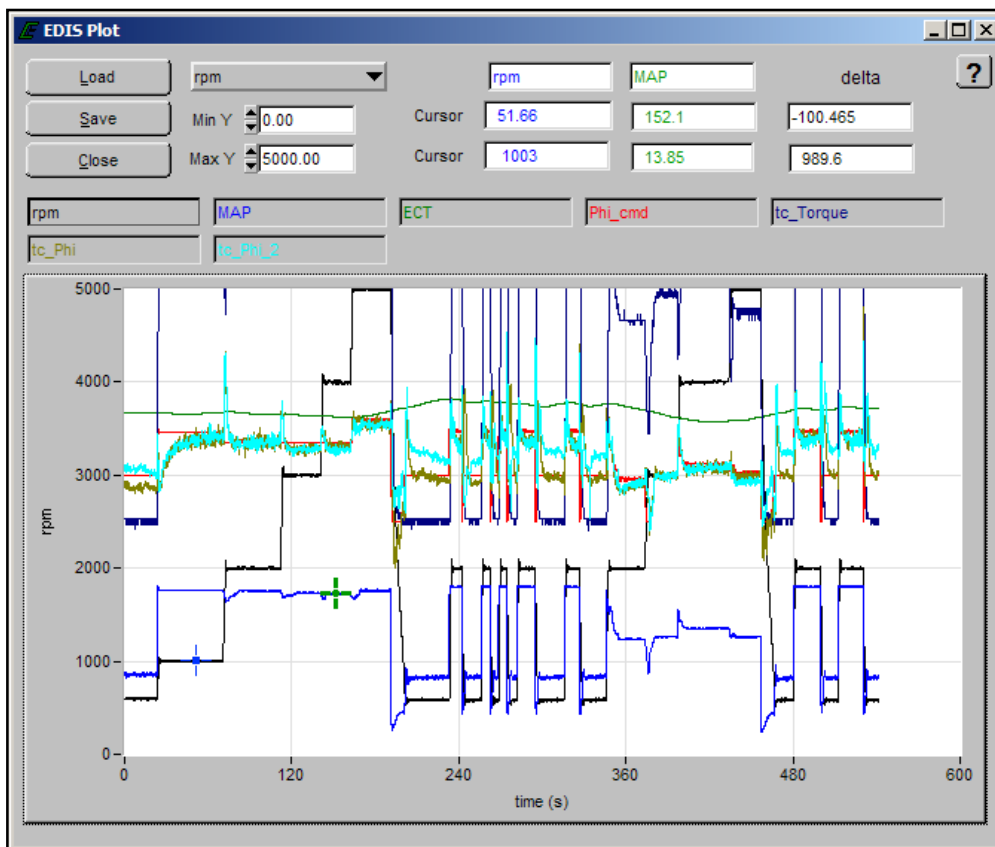 EDIS Plot
Load
rpm
rpm
MAP
delta
?
Save
Min Y 0.00
Cursor 51.66 152.1 -100.465
Close
Max Y 5000.00
Cursor 1003 13.85 989.6
rpm MAP ECT Phi_cmd tc_Torque
tc_Phi tc_Phi_2
5000
4000
3000
2000
1000
0
rpm
0 120 240 360 480 600
time (s)